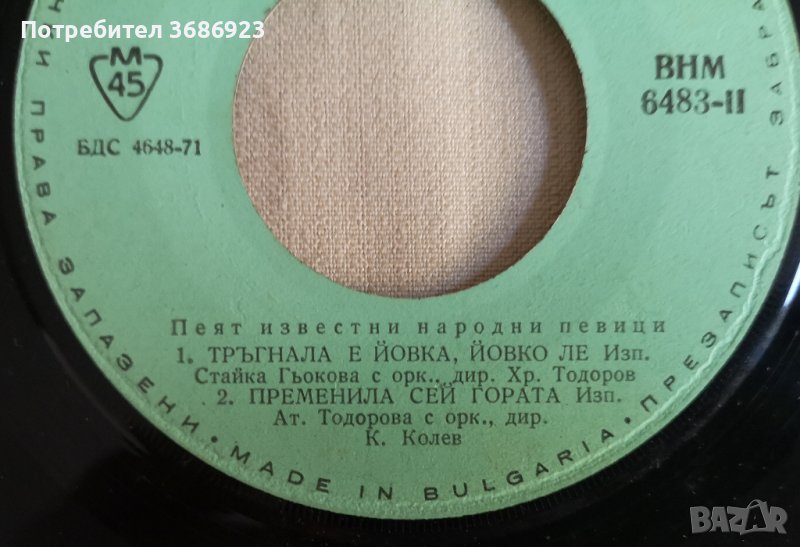 Потребител 3686923
М
45
БДС 4648-71
ВНМ
6483-II
Пеят известни народни певици
1. ТРЪГНАЛА Е ЙОВКА, ЙОВКО ЛЕ Изп.
Стайка Гьокова с орк., дир. Хр. Тодоров
2. ПРЕМЕНИЛА СЕЙ ГОРАТА Изп.
Ат. Тодорова с орк., дир.
К. Колев
ПРАВА ЗАПАЗЕНИ • MADE IN BULGARIA • ПРЕЗАПИСЪТ
BAZAR